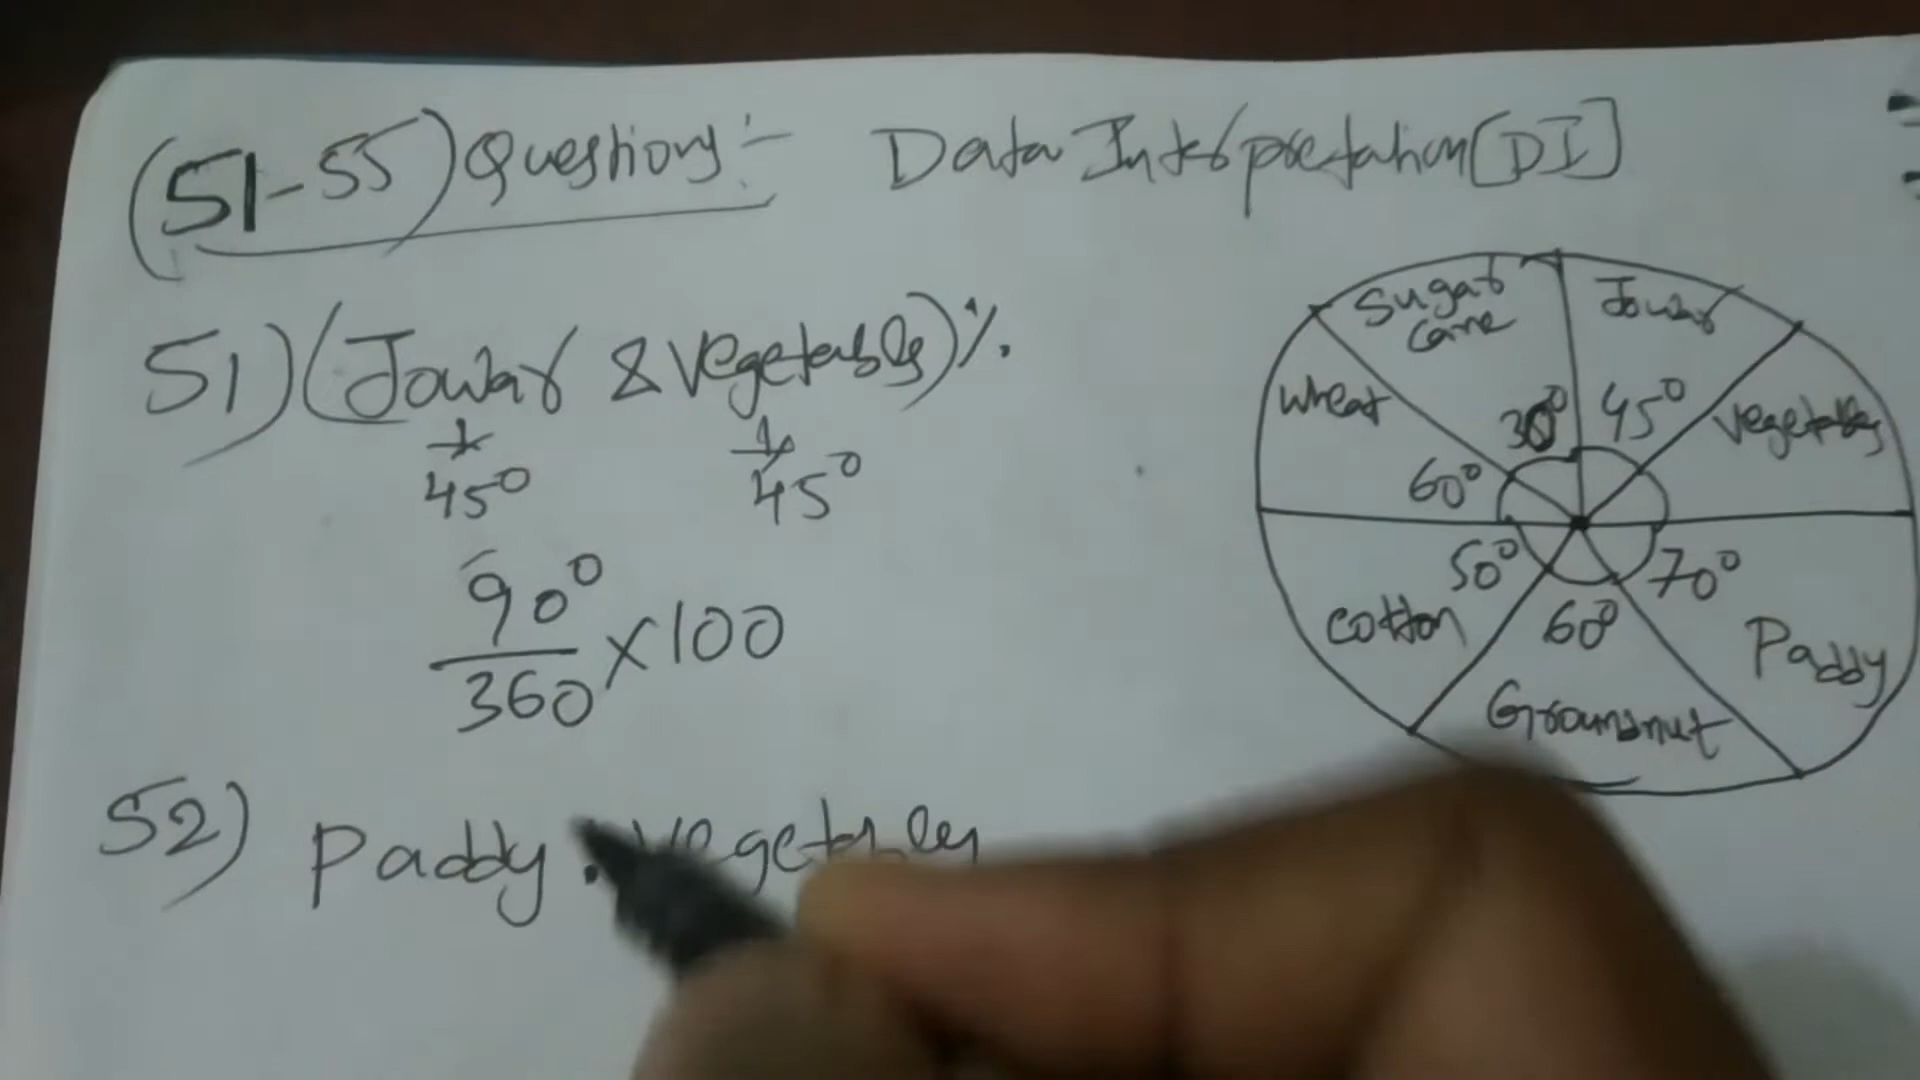 (51-55) Questions:- Data Interpretation [DI]
51) (Jowar & Vegetables)%.
45° 45°
90°
360 × 100
52) Paddy : Vegetables
Sugar
cane
Jowar
Wheat
Vegetables
30°
45°
60°
50°
60°
70°
Cotton
Paddy
Groundnut